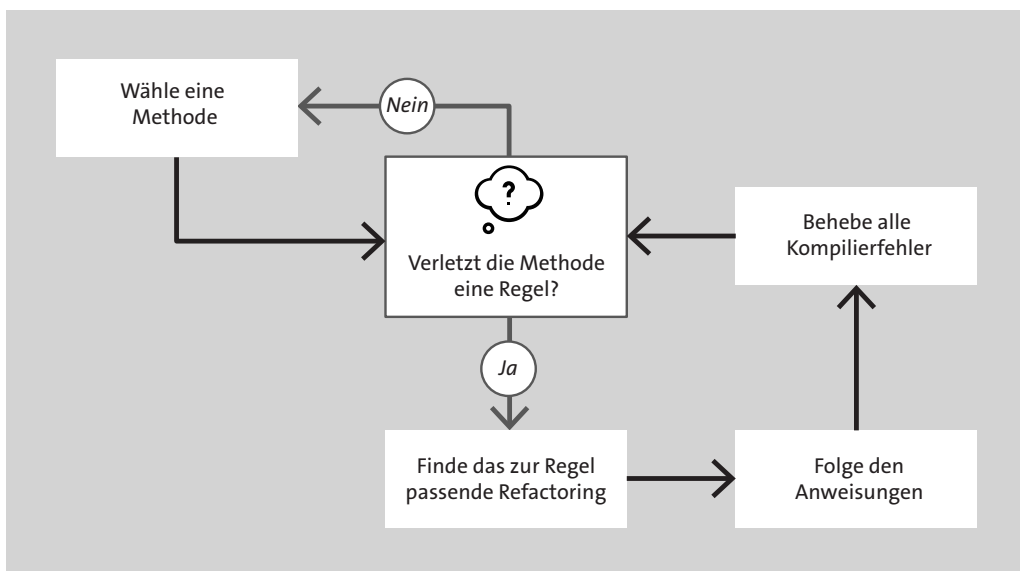 Wähle eine
Methode
Nein
?
Verletzt die Methode
eine Regel?
Behebe alle
Kompilierfehler
Ja
Finde das zur Regel
passende Refactoring
Folge den
Anweisungen